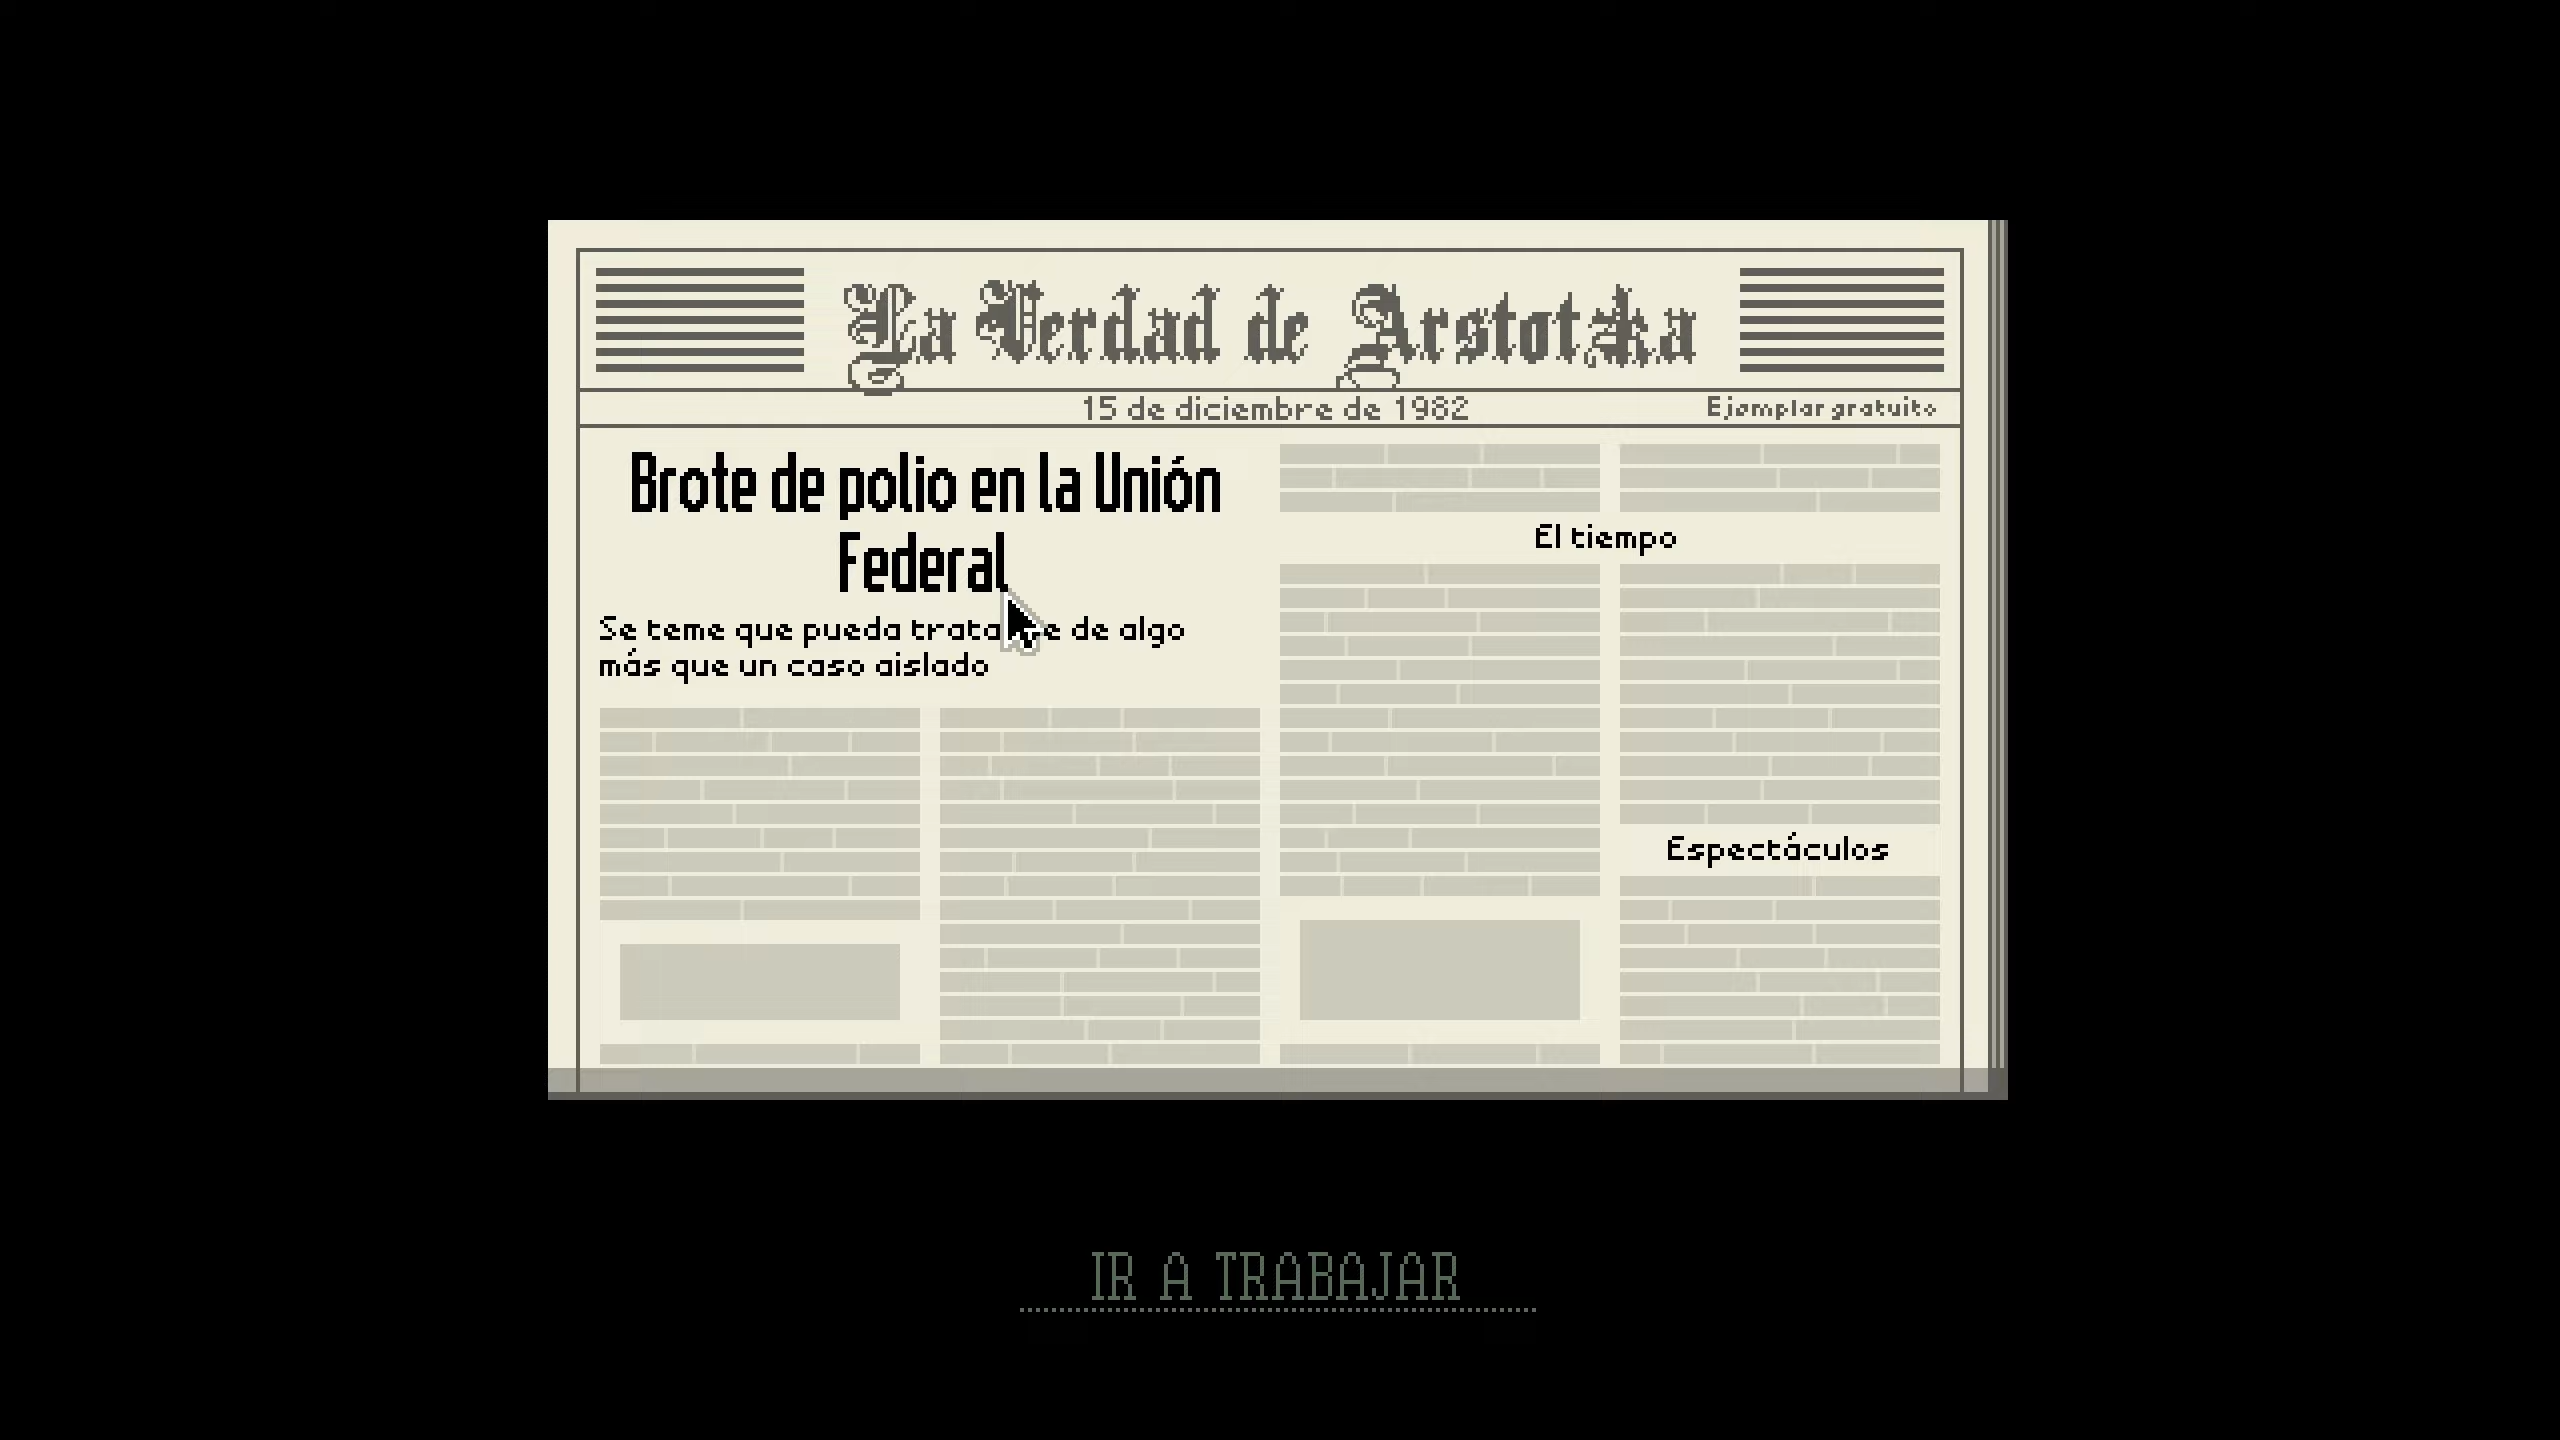 La Verdad de Arstotzka
15 de diciembre de 1982
Ejemplar gratuito
Brote de polio en la Unión
Federal
Se teme que pueda tratarse de algo
más que un caso aislado
El tiempo
Espectáculos
IR A TRABAJAR